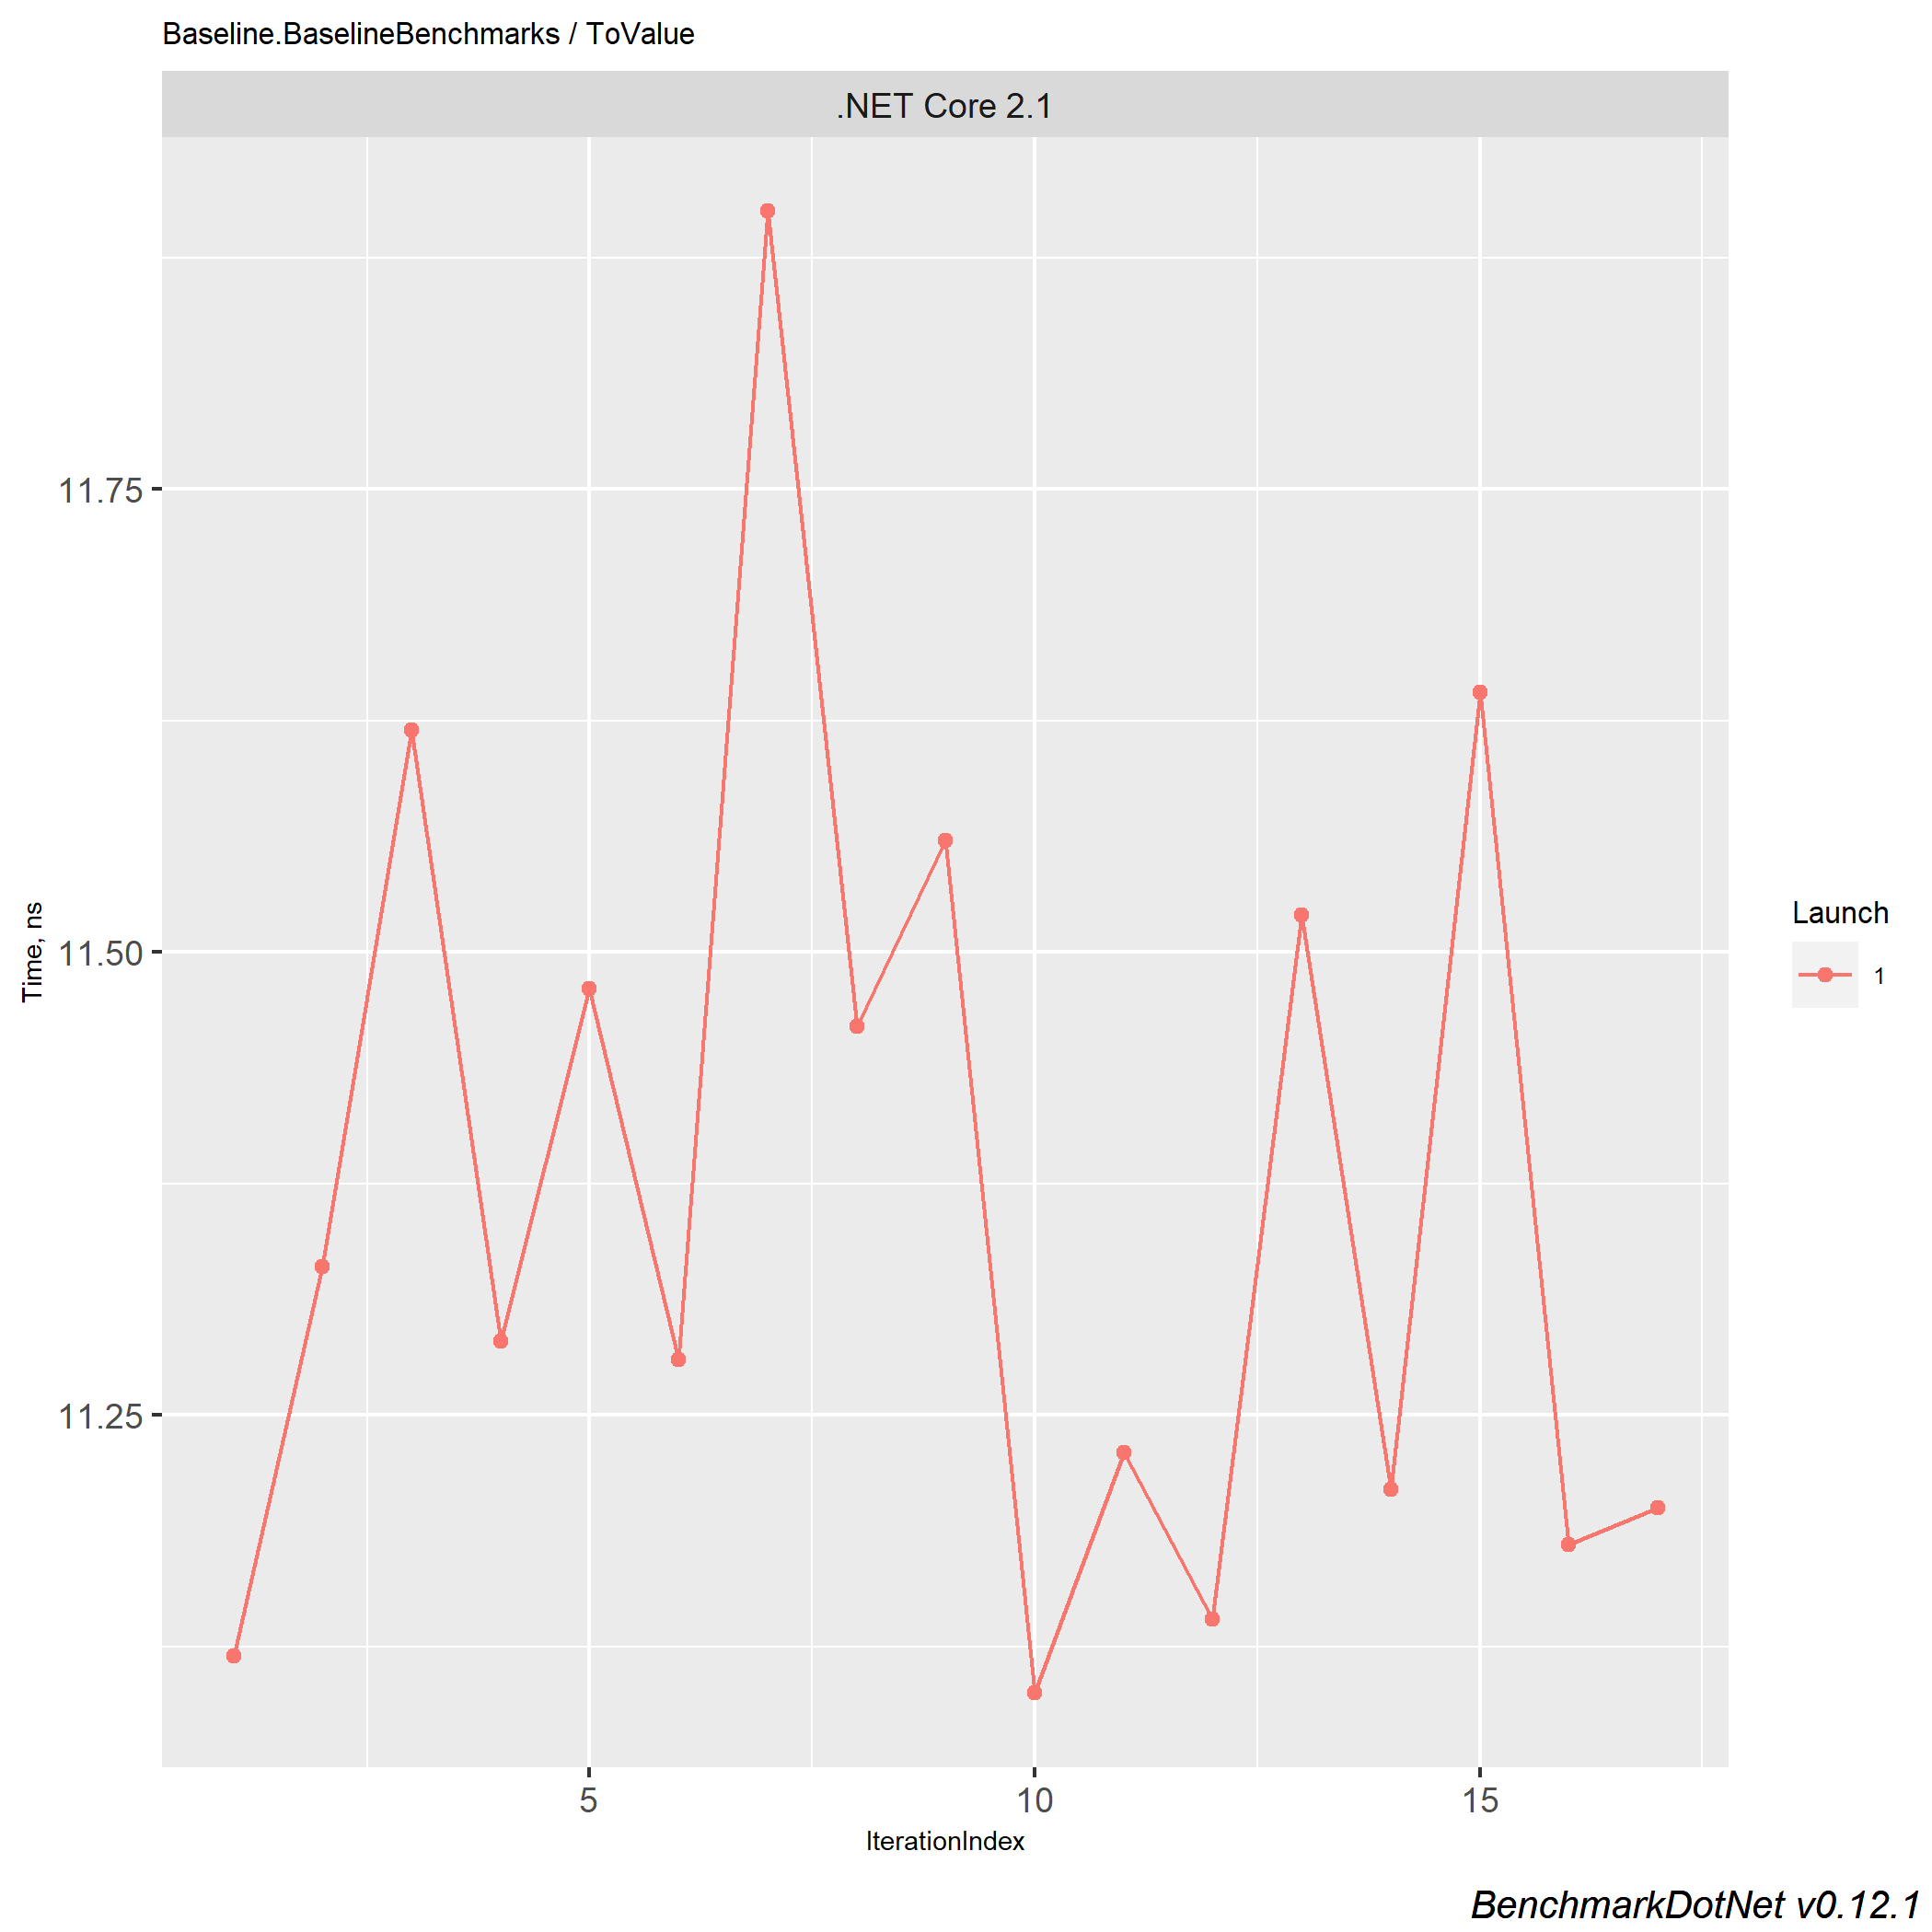 Baseline.BaselineBenchmarks / ToValue
.NET Core 2.1
11.75
11.50
11.25
Time, ns
5
10
15
IterationIndex
Launch
1
BenchmarkDotNet v0.12.1